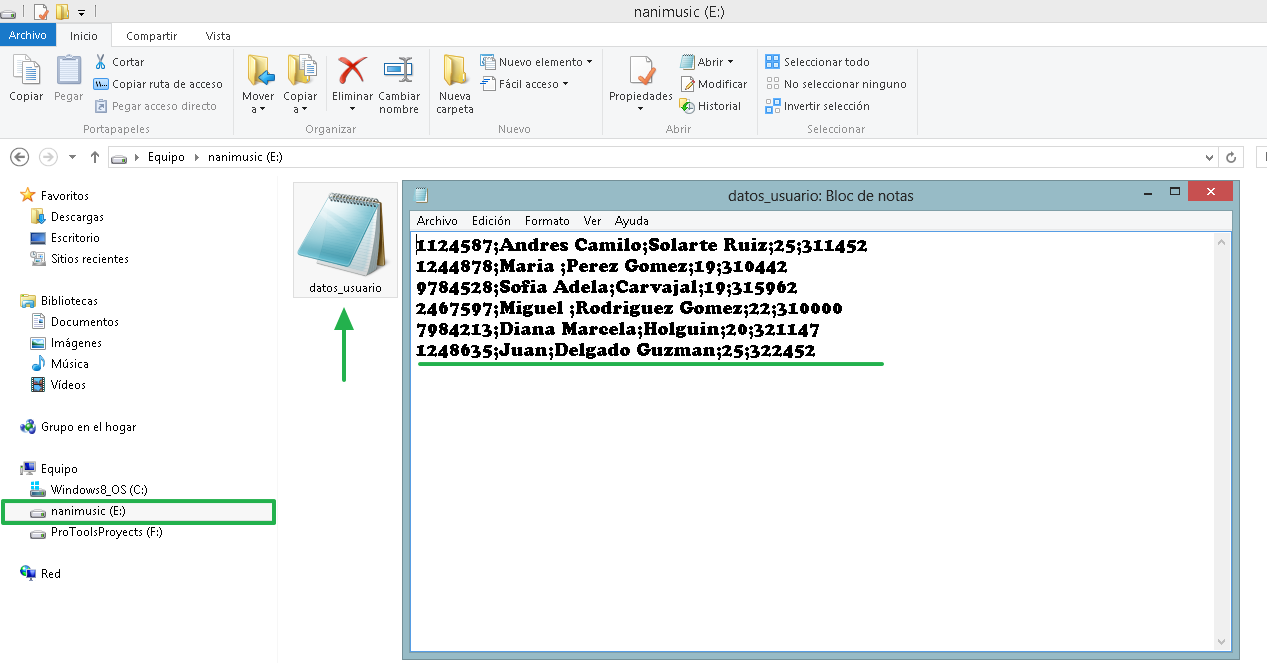 nanimusic (E:)
Archivo Inicio Compartir Vista
Copiar
Pegar
Cortar
Copiar ruta de acceso
Pegar acceso directo
Portapapeles
Mover a
Copiar a
Eliminar
Cambiar nombre
Organizar
Nueva carpeta
Nuevo elemento
Fácil acceso
Nuevo
Propiedades
Abrir
Modificar
Historial
Abrir
Seleccionar todo
No seleccionar ninguno
Invertir selección
Seleccionar
Equipo nanimusic (E:)
Favoritos
Descargas
Escritorio
Sitios recientes
Bibliotecas
Documentos
Imágenes
Música
Vídeos
Grupo en el hogar
Equipo
Windows8_OS (C:)
nanimusic (E:)
ProToolsProyects (F:)
Red
datos_usuario
datos_usuario: Bloc de notas
Archivo Edición Formato Ver Ayuda
1124587;Andres Camilo;Solarte Ruiz;25;311452
1244878;Maria ;Perez Gomez;19;310442
9784528;Sofia Adela;Carvajal;19;315962
2467597;Miguel ;Rodriguez Gomez;22;310000
7984213;Diana Marcela;Holguin;20;321147
1248635;Juan;Delgado Guzman;25;322452